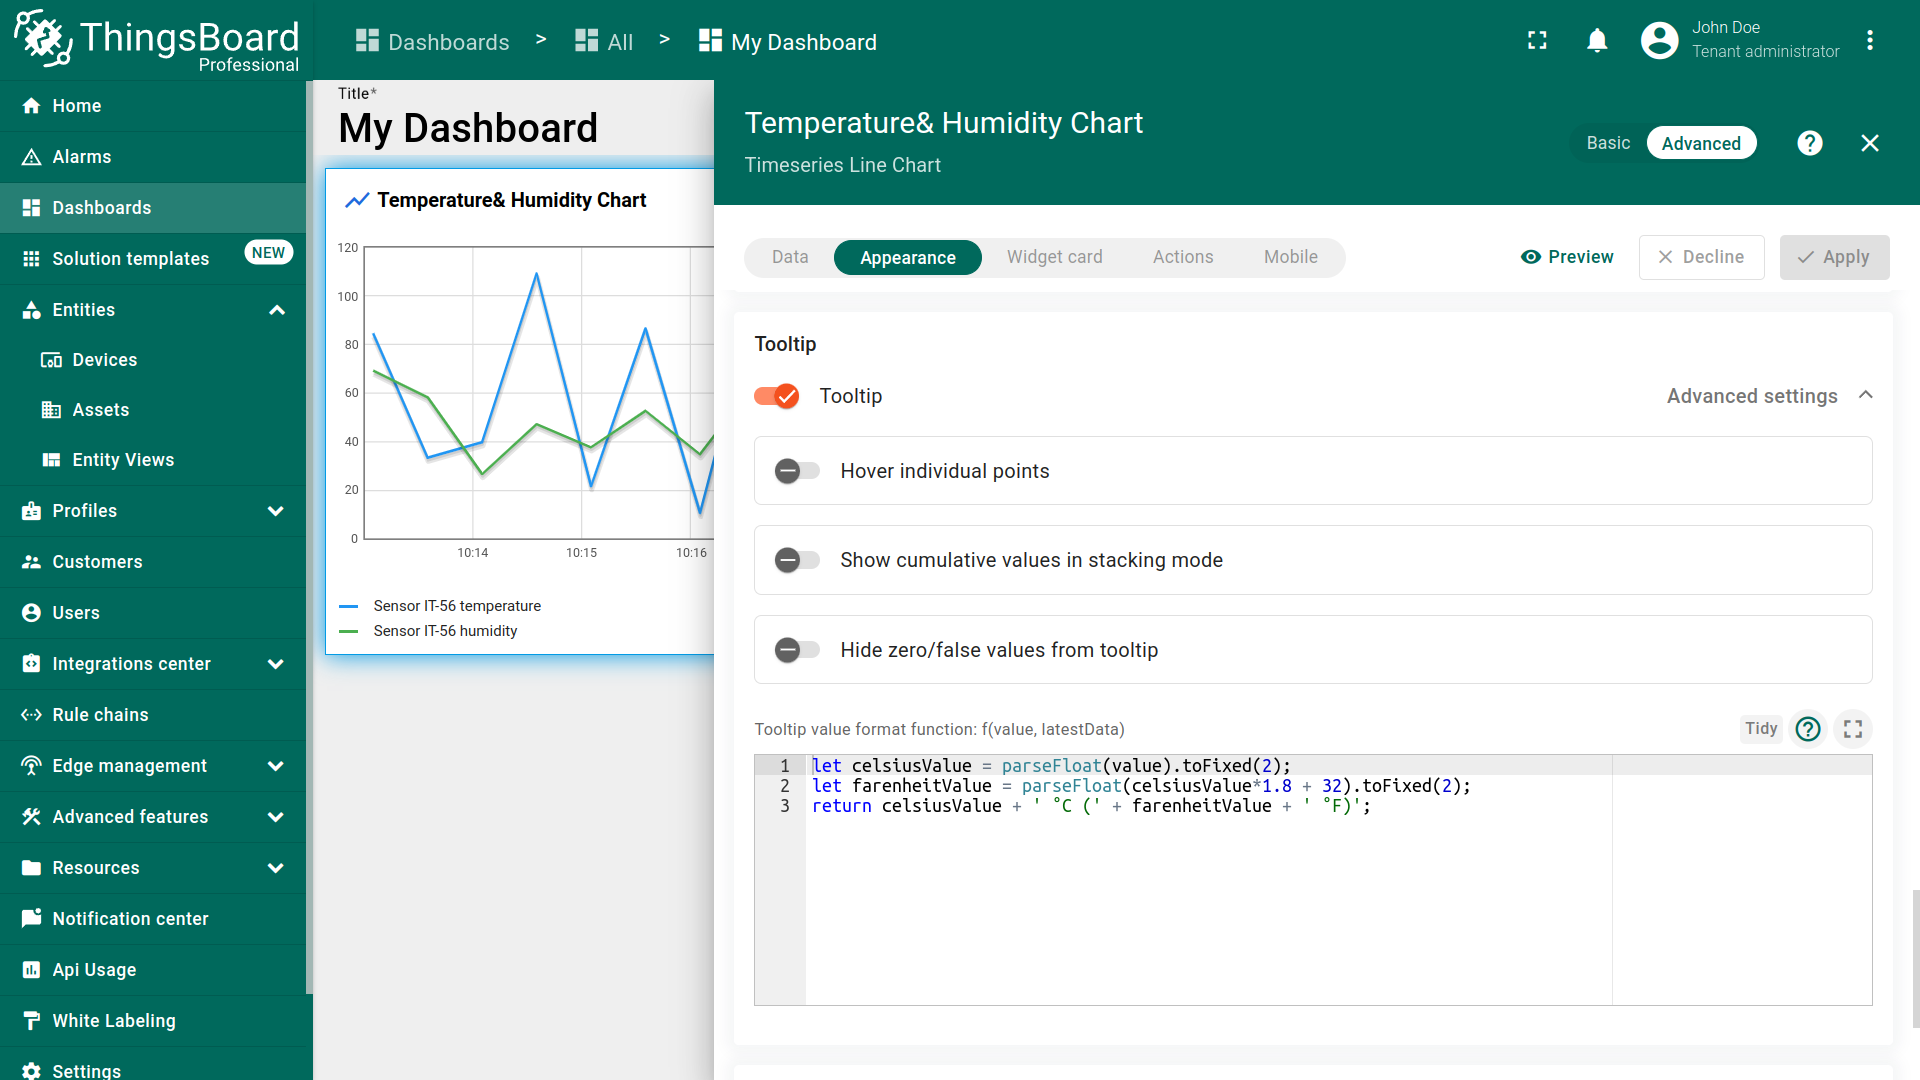 ThingsBoard
Professional
Dashboards > All > My Dashboard
John Doe
Tenant administrator
Home
Alarms
Dashboards
Solution templates NEW
Entities
Devices
Assets
Entity Views
Profiles
Customers
Users
Integrations center
Rule chains
Edge management
Advanced features
Resources
Notification center
Api Usage
White Labeling
Settings
Title*
My Dashboard
Temperature& Humidity Chart
120
100
80
60
40
20
0
10:14 10:15 10:16
Sensor IT-56 temperature
Sensor IT-56 humidity
Temperature& Humidity Chart
Timeseries Line Chart
Basic Advanced
Data Appearance Widget card Actions Mobile
Preview Decline Apply
Tooltip
Tooltip Advanced settings
Hover individual points
Show cumulative values in stacking mode
Hide zero/false values from tooltip
Tooltip value format function: f(value, latestData) Tidy
1 let celsiusValue = parseFloat(value).toFixed(2);
2 let farenheitValue = parseFloat(celsiusValue*1.8 + 32).toFixed(2);
3 return celsiusValue + ' °C (' + farenheitValue + ' °F)';